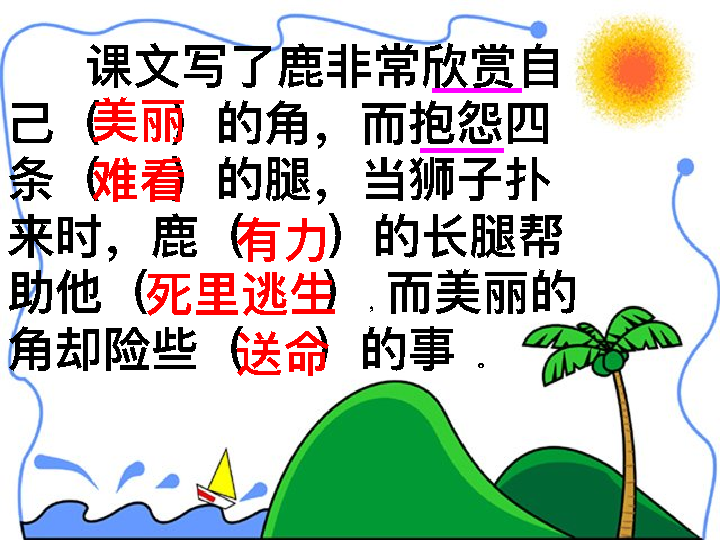 课文写了鹿非常欣赏自
己（美丽）的角，而抱怨四
条（难看）的腿，当狮子扑
来时，鹿（有力）的长腿帮
助他（死里逃生），而美丽的
角却险些（送命）的事。